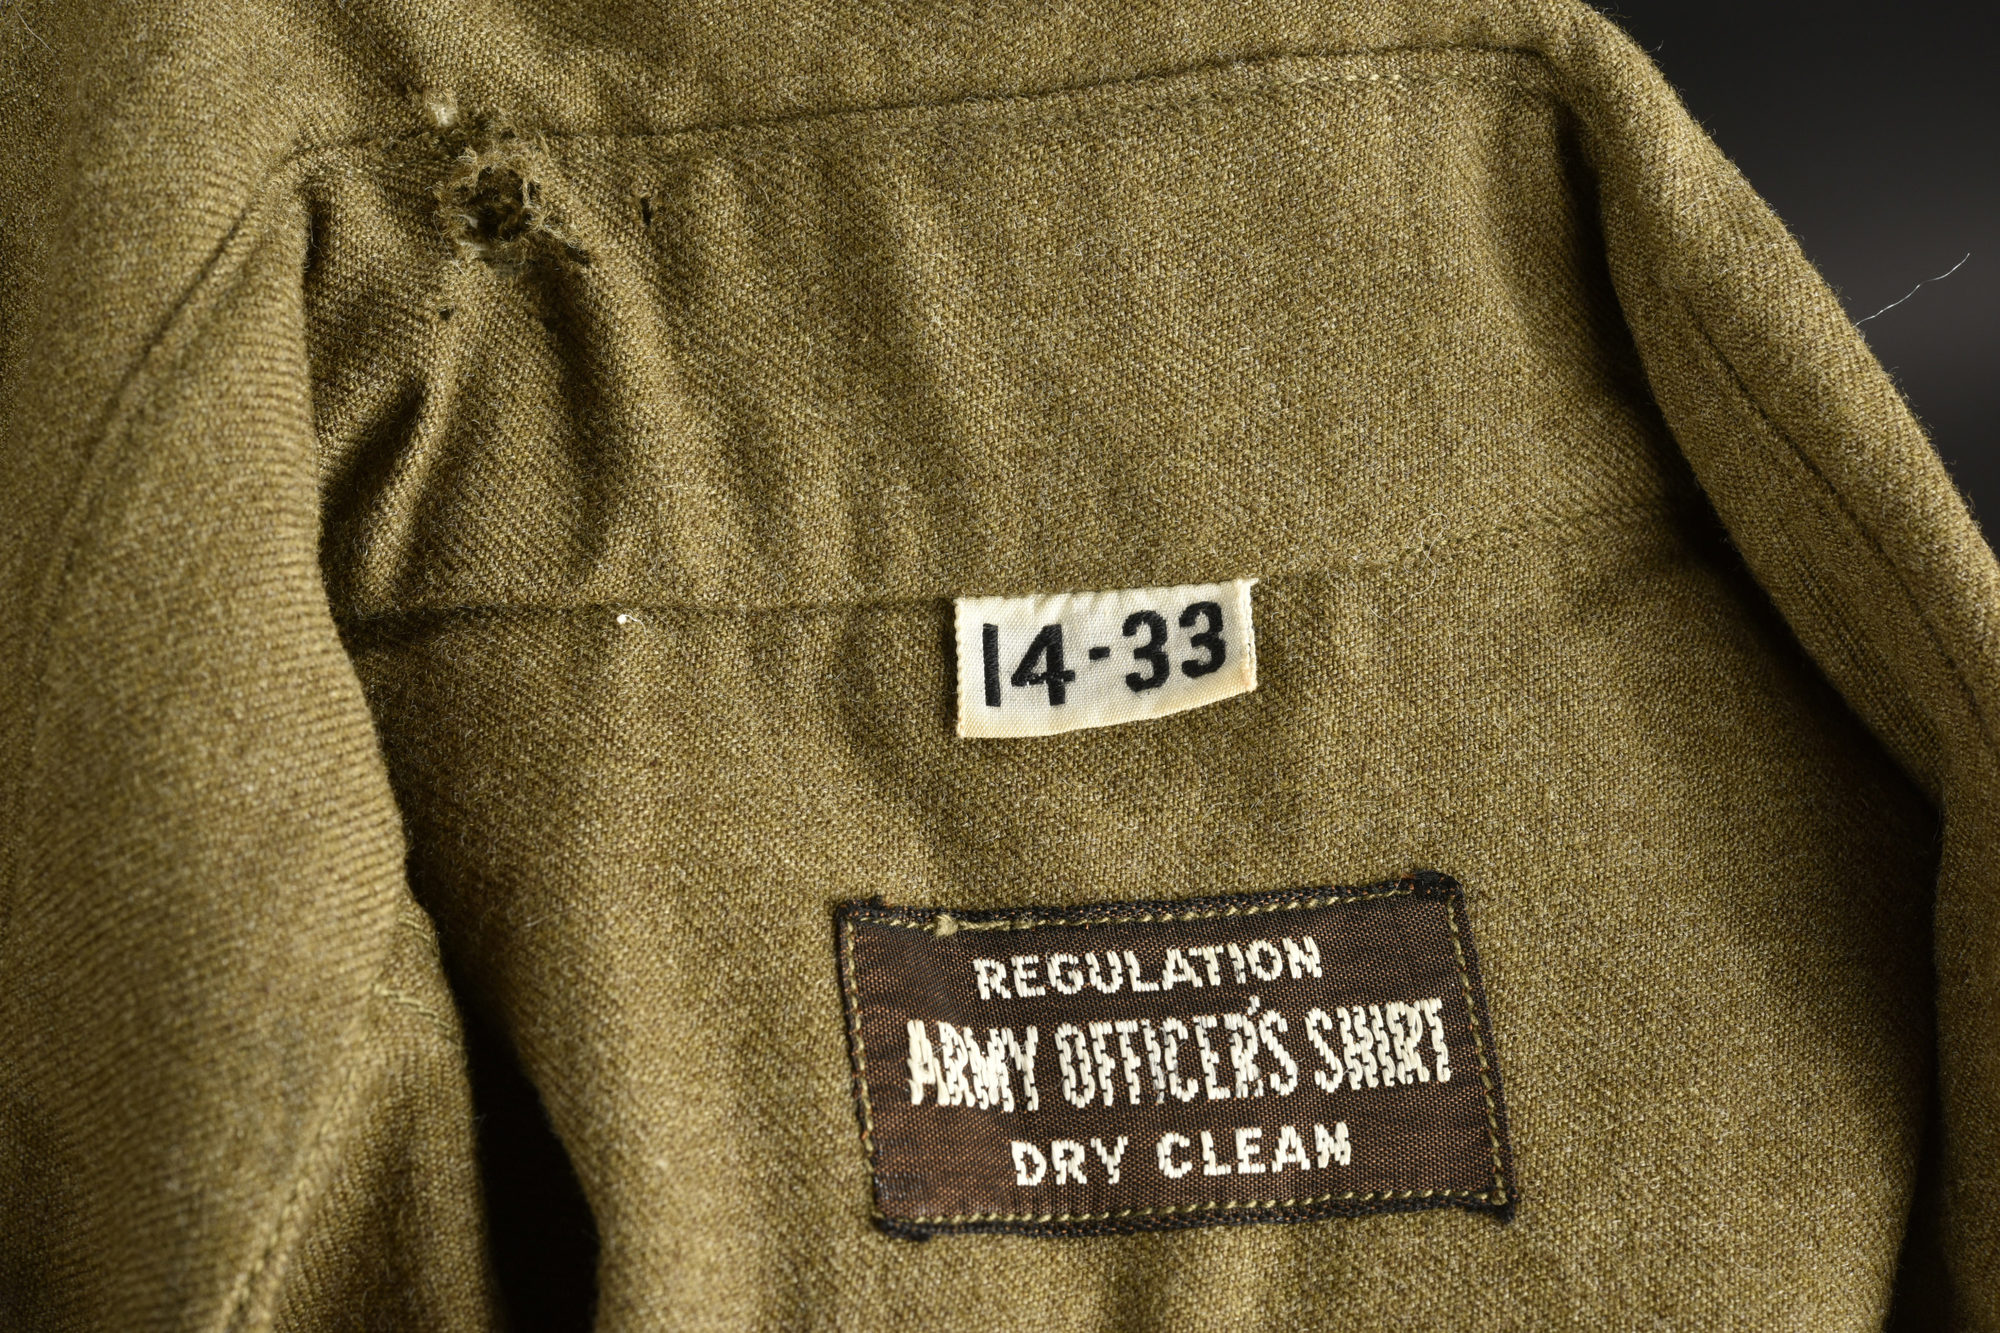 14-33
REGULATION
ARMY OFFICER'S SHIRT
DRY CLEAN